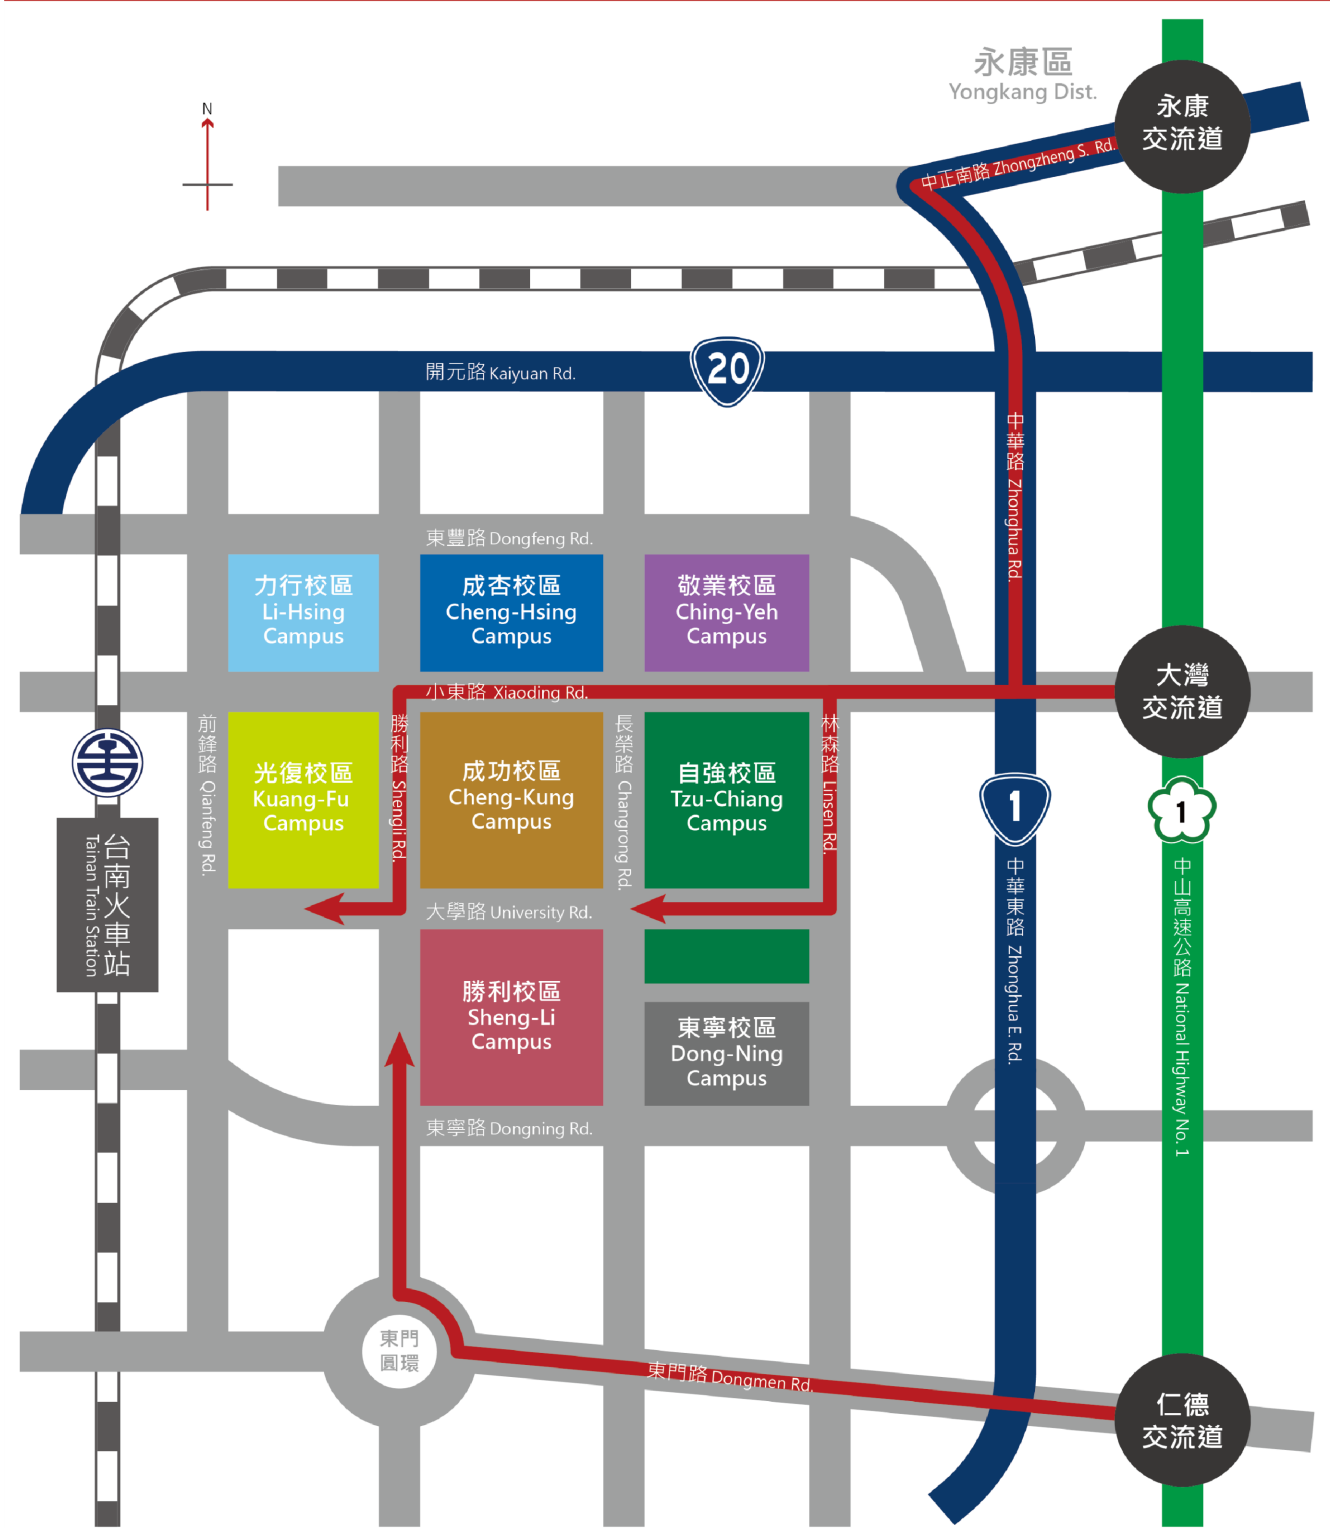 永康區
Yongkang Dist.
永康
交流道
N
中正南路 Zhongzheng S. Rd.
20
開元路 Kaiyuan Rd.
中華路 Zhonghua Rd.
東豐路 Dongfeng Rd.
力行校區
Li-Hsing
Campus
成杏校區
Cheng-Hsing
Campus
敬業校區
Ching-Yeh
Campus
大灣
交流道
小東路 Xiaoding Rd.
前鋒路 Qianfeng Rd.
勝利路 Shengli Rd.
長榮路 Changrong Rd.
林森路 Linsen Rd.
光復校區
Kuang-Fu
Campus
成功校區
Cheng-Kung
Campus
自強校區
Tzu-Chiang
Campus
1
1
台南火車站
Tainan Train Station
中華東路 Zhonghua E. Rd.
中山高速公路 National Highway No. 1
大學路 University Rd.
勝利校區
Sheng-Li
Campus
東寧校區
Dong-Ning
Campus
東寧路 Dongning Rd.
東門
圓環
東門路 Dongmen Rd.
仁德
交流道